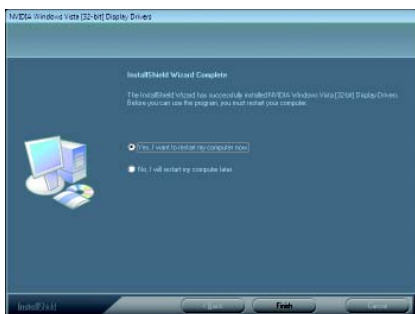 NVIDIA Windows Vista [32-bit] Display Drivers
InstallShield Wizard Complete
The InstallShield Wizard has successfully installed NVIDIA Windows Vista [32-bit] Display Drivers.
Before you can use the program, you must restart your computer.
Yes, I want to restart my computer now.
No, I will restart my computer later.
InstallShield
< Back
Finish
Cancel